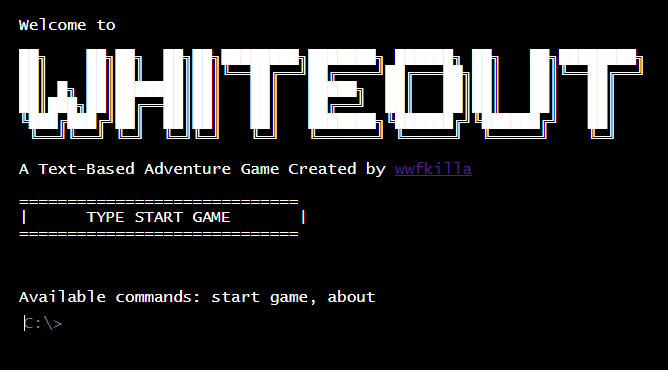 Welcome to
WHITEOUT
A Text-Based Adventure Game Created by wwfkilla
=============================
| TYPE START GAME |
=============================
Available commands: start game, about
C:\>